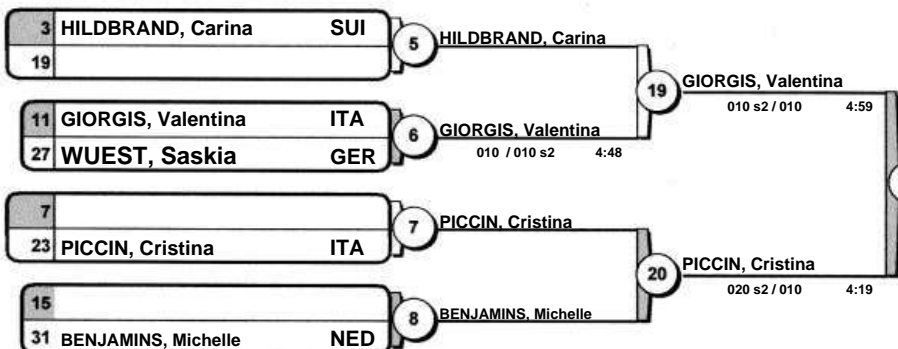 3 HILDBRAND, Carina SUI
19
5 HILDBRAND, Carina
11 GIORGIS, Valentina ITA
27 WUEST, Saskia GER
6 GIORGIS, Valentina
010 / 010 s2 4:48
19 GIORGIS, Valentina
010 s2 / 010 4:59
7
23 PICCIN, Cristina ITA
7 PICCIN, Cristina
15
31 BENJAMINS, Michelle NED
8 BENJAMINS, Michelle
20 PICCIN, Cristina
020 s2 / 010 4:19